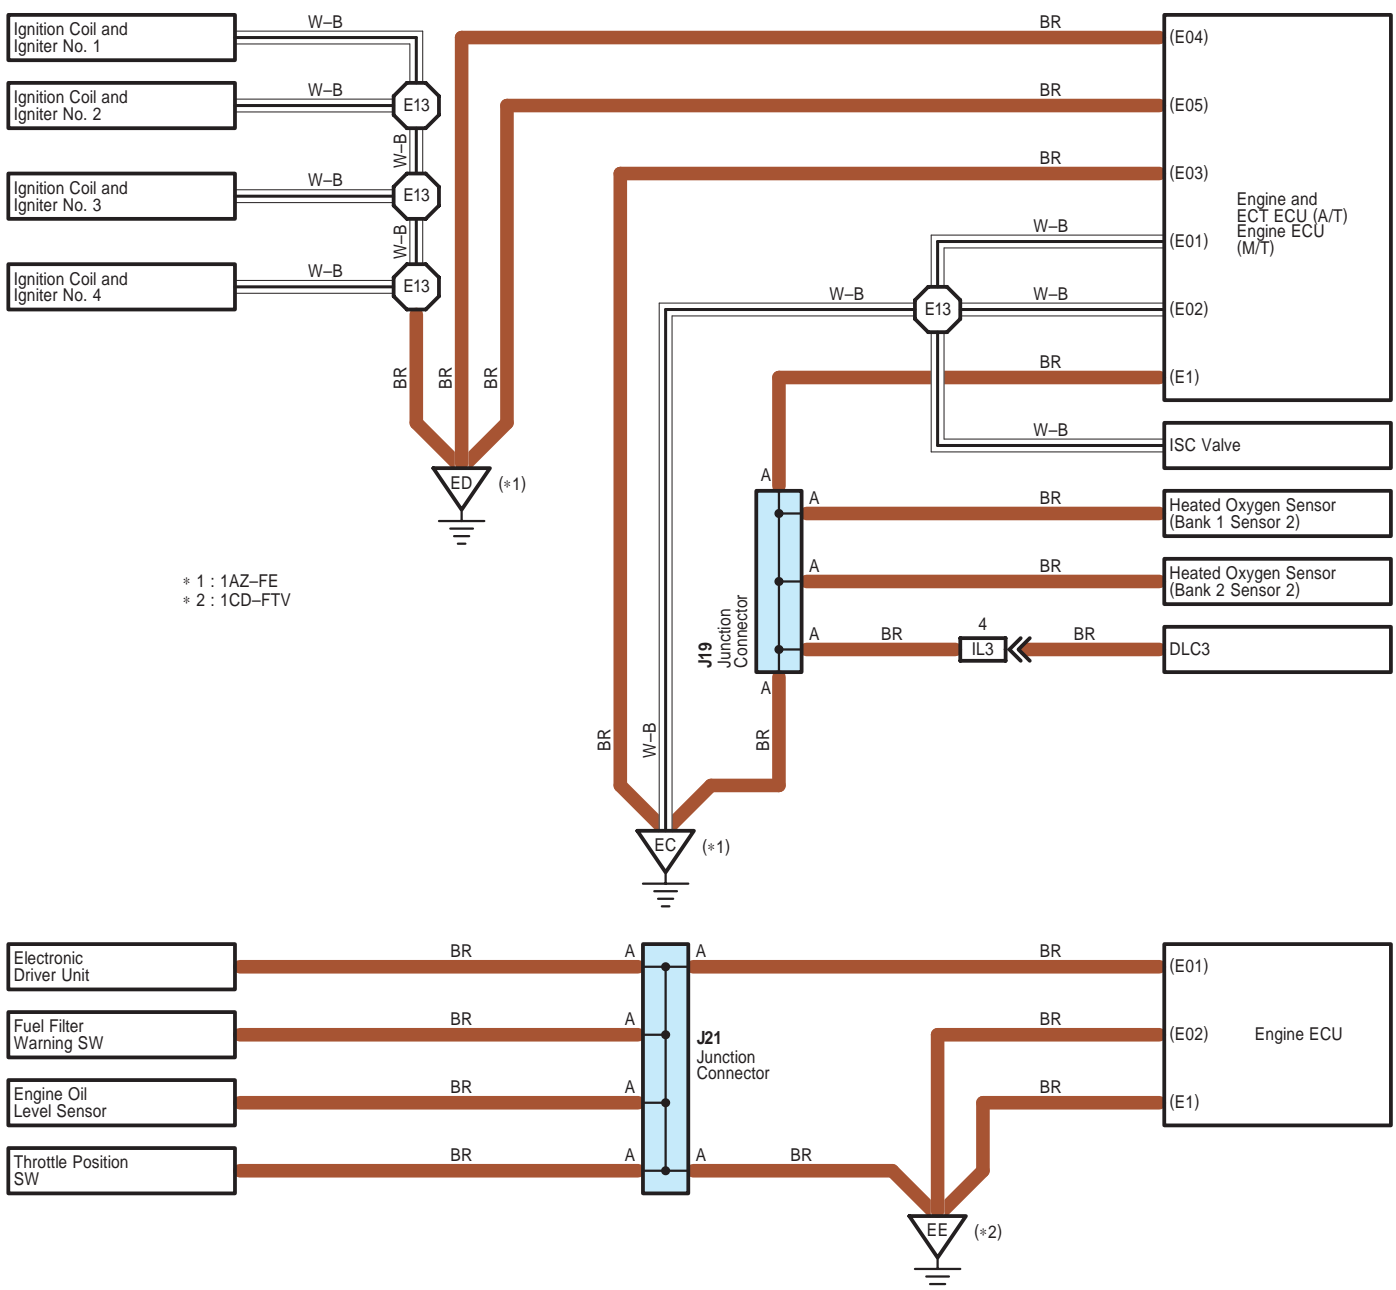 Ignition Coil and
Igniter No. 1
W–B
Ignition Coil and
Igniter No. 2
W–B
E13
W–B
Ignition Coil and
Igniter No. 3
W–B
E13
W–B
Ignition Coil and
Igniter No. 4
W–B
E13
BR
BR
BR
ED
(∗1)
∗ 1 : 1AZ–FE
∗ 2 : 1CD–FTV
BR
(E04)
BR
(E05)
BR
(E03)
W–B
(E01)
W–B
E13
W–B
(E02)
BR
(E1)
Engine and
ECT ECU (A/T)
Engine ECU
(M/T)
W–B
ISC Valve
A
A
BR
Heated Oxygen Sensor
(Bank 1 Sensor 2)
A
BR
Heated Oxygen Sensor
(Bank 2 Sensor 2)
A
BR
4
IL3
BR
DLC3
J19
Junction
Connector
A
BR
W–B
BR
EC
(∗1)
Electronic
Driver Unit
BR
A
A
BR
(E01)
Fuel Filter
Warning SW
BR
A
BR
(E02)
Engine ECU
J21
Junction
Connector
Engine Oil
Level Sensor
BR
A
BR
(E1)
Throttle Position
SW
BR
A
A
BR
EE
(∗2)